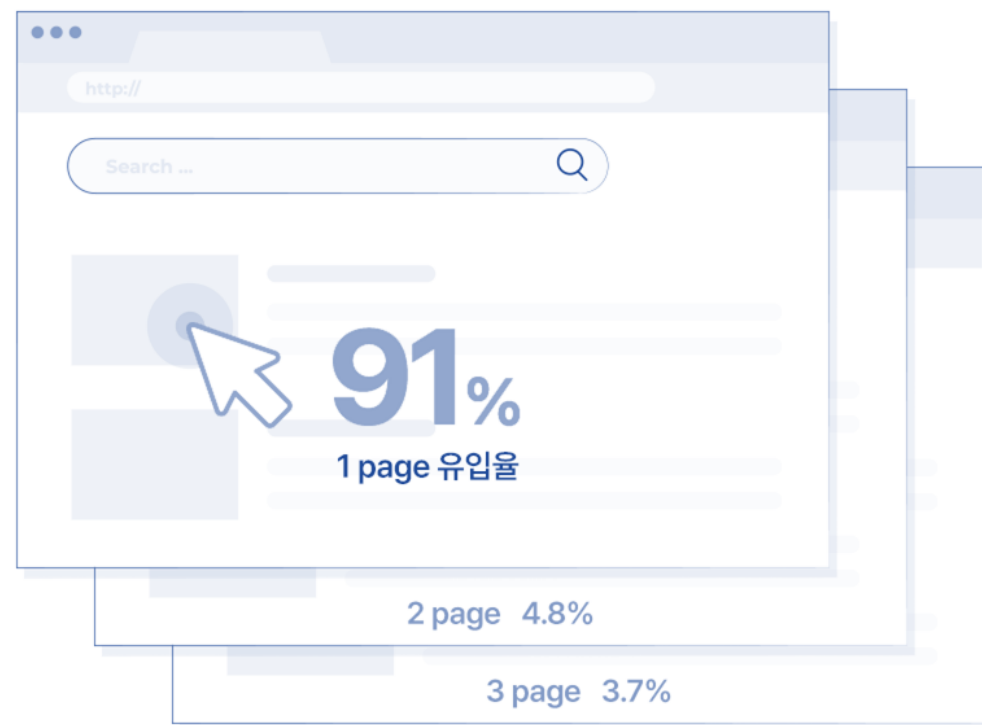 http://
Search ...
91%
1 page 유입율
2 page 4.8%
3 page 3.7%